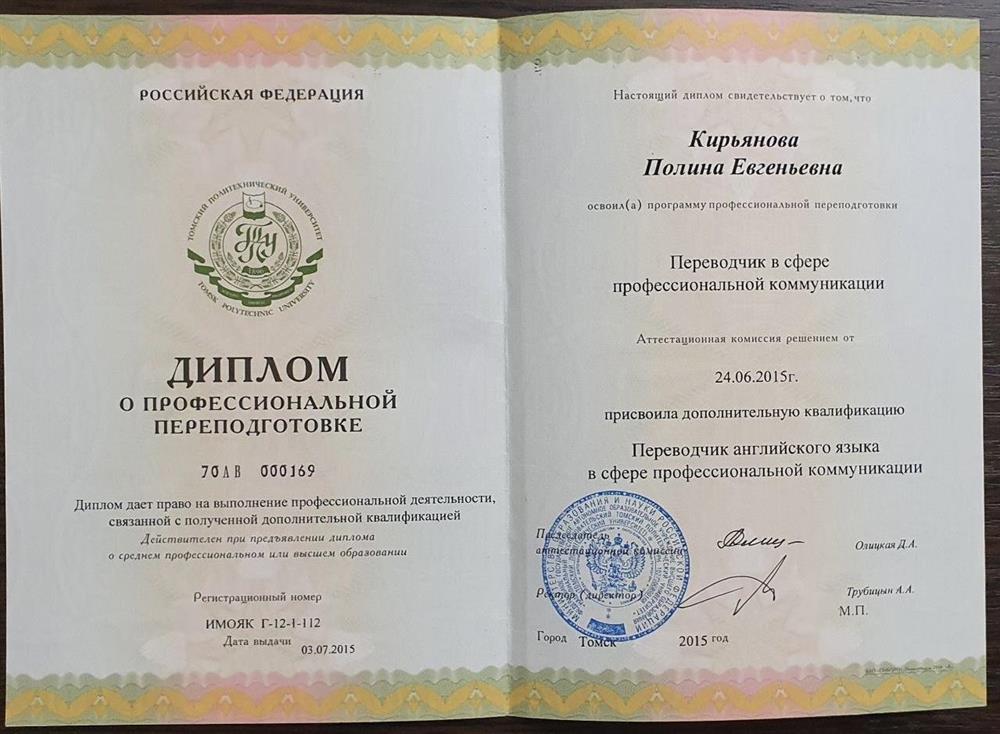 РОССИЙСКАЯ ФЕДЕРАЦИЯ
ТОМСКИЙ ПОЛИТЕХНИЧЕСКИЙ УНИВЕРСИТЕТ
ТПУ
1896
TOMSK POLYTECHNIC UNIVERSITY
ДИПЛОМ
О ПРОФЕССИОНАЛЬНОЙ
ПЕРЕПОДГОТОВКЕ
70АВ 000169
Диплом дает право на выполнение профессиональной деятельности,
связанной с полученной дополнительной квалификацией
Действителен при предъявлении диплома
о среднем профессиональном или высшем образовании
Регистрационный номер
ИМОЯК Г-12-I-112
Дата выдачи 03.07.2015
Настоящий диплом свидетельствует о том, что
Кирьянова
Полина Евгеньевна
освоил(а) программу профессиональной переподготовки
Переводчик в сфере
профессиональной коммуникации
Аттестационная комиссия решением от
24.06.2015г.
присвоила дополнительную квалификацию
Переводчик английского языка
в сфере профессиональной коммуникации
Председатель
аттестационной комиссии
Олицкая Д.А.
Ректор (директор)
Трубицын А.А.
М.П.
Город Томск 2015 год